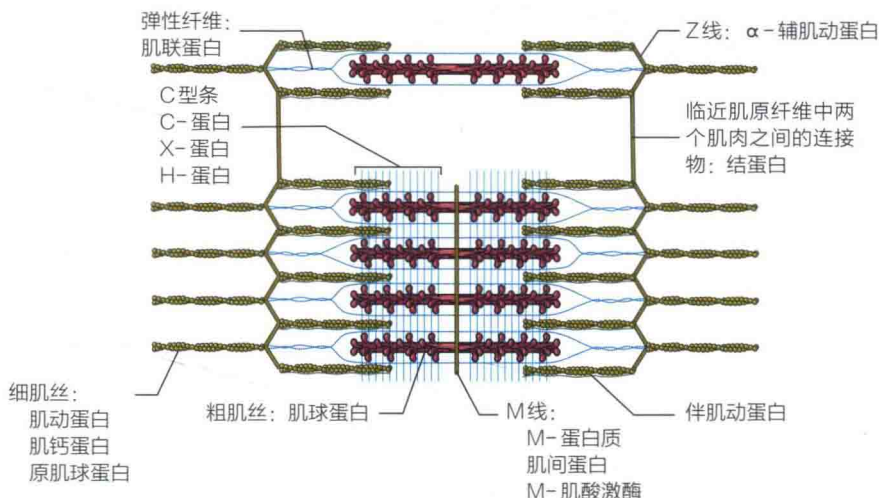 弹性纤维：
肌联蛋白
Z线：α-辅肌动蛋白
C型条
C-蛋白
X-蛋白
H-蛋白
临近肌原纤维中两
个肌肉之间的连接
物：结蛋白
细肌丝：
肌动蛋白
肌钙蛋白
原肌球蛋白
粗肌丝：肌球蛋白
M线：
M-蛋白质
肌间蛋白
M-肌酸激酶
伴肌动蛋白